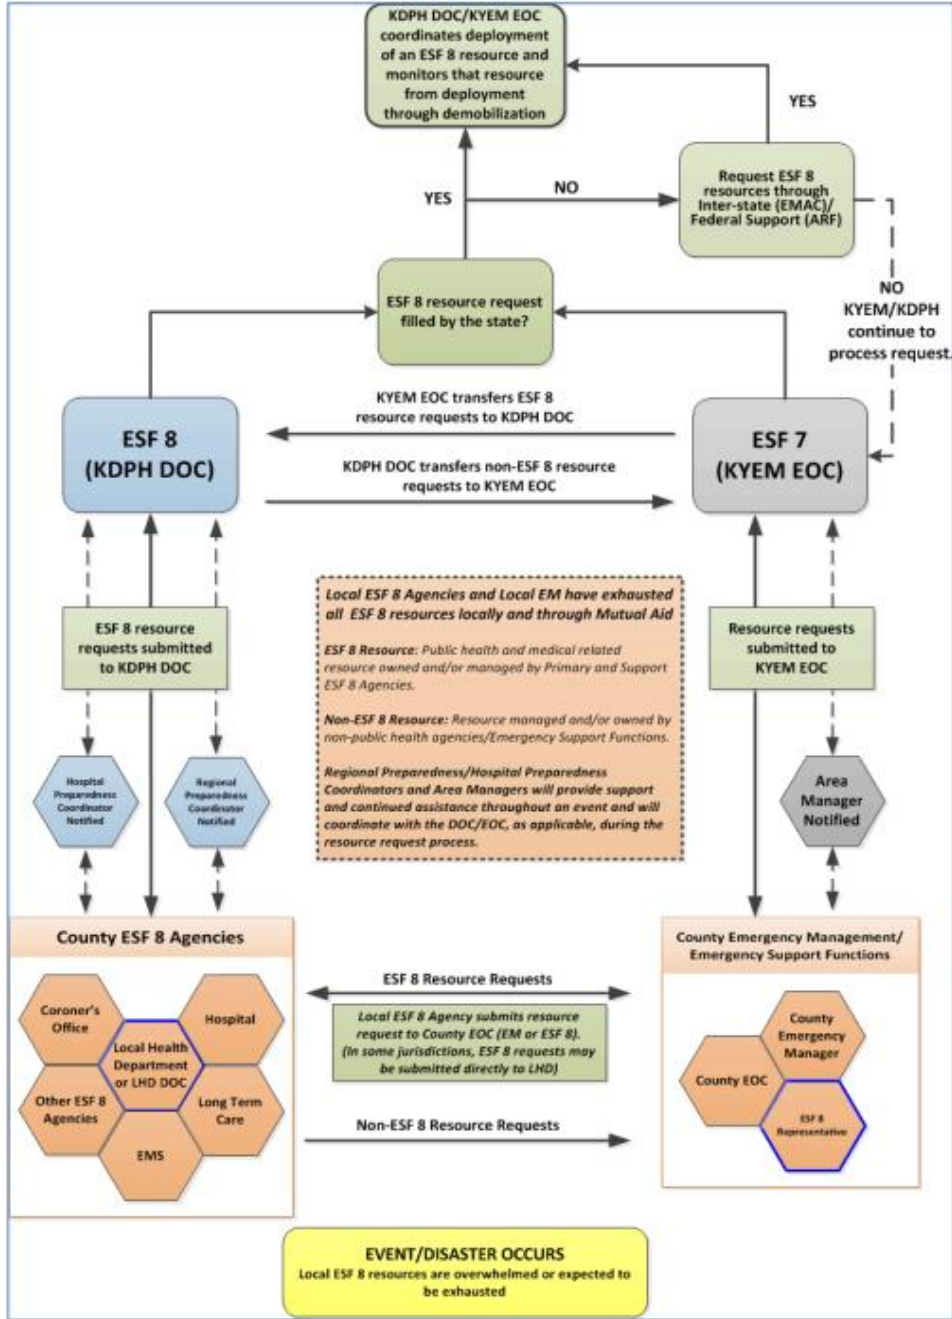 KDPH DOC/KYEM EOC
coordinates deployment
of an ESF 8 resource and
monitors that resource
from deployment
through demobilization
YES
YES
NO
Request ESF 8
resources through
Inter-state (EMAC)/
Federal Support (ARF)
ESF 8 resource request
filled by the state?
NO
KYEM/KDPH
continue to
process request.
KYEM EOC transfers ESF 8
resource requests to KDPH DOC
ESF 8
(KDPH DOC)
ESF 7
(KYEM EOC)
KDPH DOC transfers non-ESF 8 resource
requests to KYEM EOC
ESF 8 resource
requests submitted
to KDPH DOC
Local ESF 8 Agencies and Local EM have exhausted
all ESF 8 resources locally and through Mutual Aid
ESF 8 Resource: Public health and medical related
resource owned and/or managed by Primary and Support
ESF 8 Agencies.
Non-ESF 8 Resource: Resource managed and/or owned by
non-public health agencies/Emergency Support Functions.
Regional Preparedness/Hospital Preparedness
Coordinators and Area Managers will provide support
and continued assistance throughout an event and will
coordinate with the DOC/EOC, as applicable, during the
resource request process.
Resource requests
submitted to
KYEM EOC
Hospital
Preparedness
Coordinator
Notified
Regional
Preparedness
Coordinator
Notified
Area
Manager
Notified
County ESF 8 Agencies
Coroner's
Office
Hospital
Local Health
Department
or LHD DOC
Other ESF 8
Agencies
Long Term
Care
EMS
ESF 8 Resource Requests
Local ESF 8 Agency submits resource
request to County EOC (EM or ESF 8).
(In some jurisdictions, ESF 8 requests may
be submitted directly to LHD)
Non-ESF 8 Resource Requests
County Emergency Management/
Emergency Support Functions
County
Emergency
Manager
County EOC
ESF 8
Representative
EVENT/DISASTER OCCURS
Local ESF 8 resources are overwhelmed or expected to
be exhausted